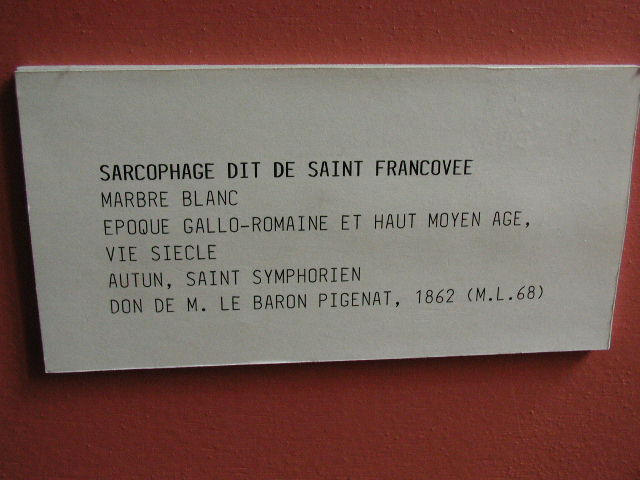 SARCOPHAGE DIT DE SAINT FRANCOVEE
MARBRE BLANC
EPOQUE GALLO-ROMAINE ET HAUT MOYEN AGE,
VIE SIECLE
AUTUN, SAINT SYMPHORIEN
DON DE M. LE BARON PIGENAT, 1862 (M.L.68)